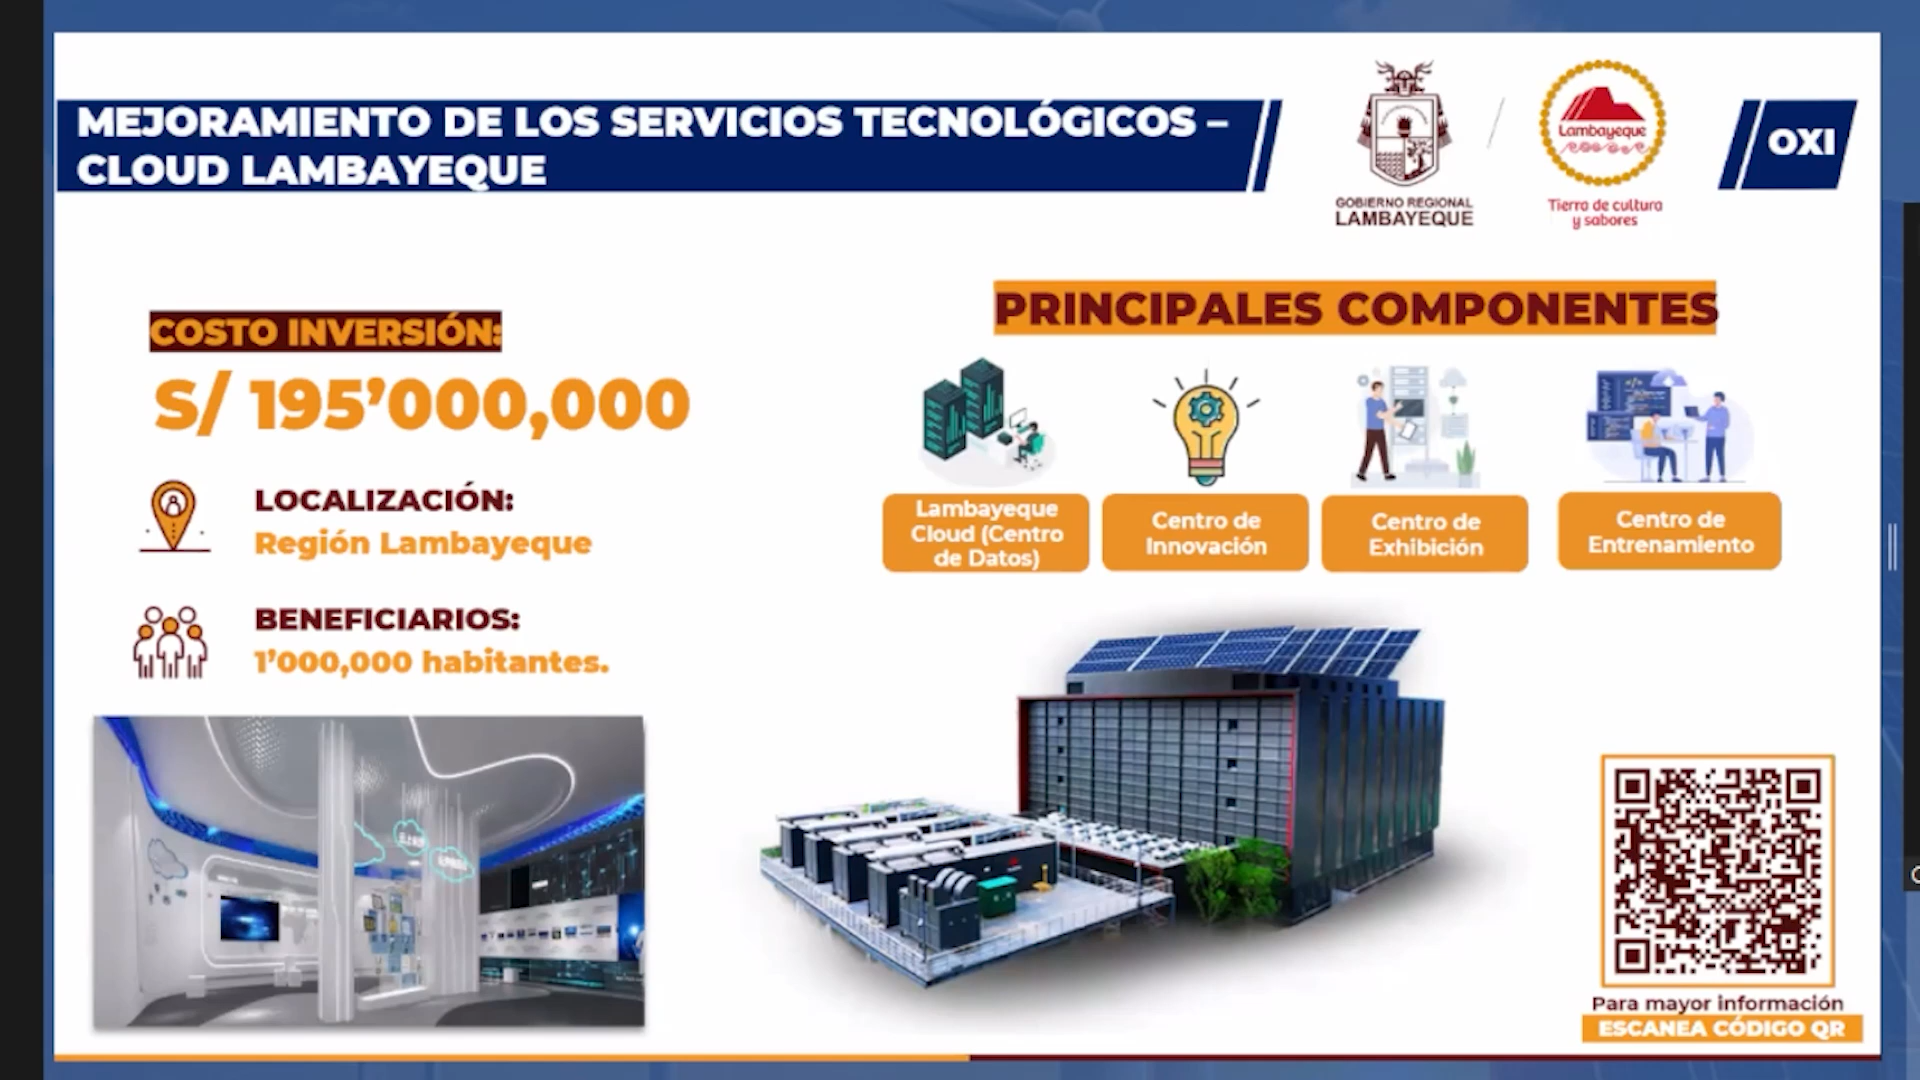 MEJORAMIENTO DE LOS SERVICIOS TECNOLÓGICOS –
CLOUD LAMBAYEQUE
GOBIERNO REGIONAL
LAMBAYEQUE
Lambayeque
Tierra de cultura
y sabores
OXI
COSTO INVERSIÓN:
S/ 195’000,000
LOCALIZACIÓN:
Región Lambayeque
BENEFICIARIOS:
1’000,000 habitantes.
PRINCIPALES COMPONENTES
Lambayeque
Cloud (Centro
de Datos)
Centro de
Innovación
Centro de
Exhibición
Centro de
Entrenamiento
Para mayor información
ESCANEA CÓDIGO QR